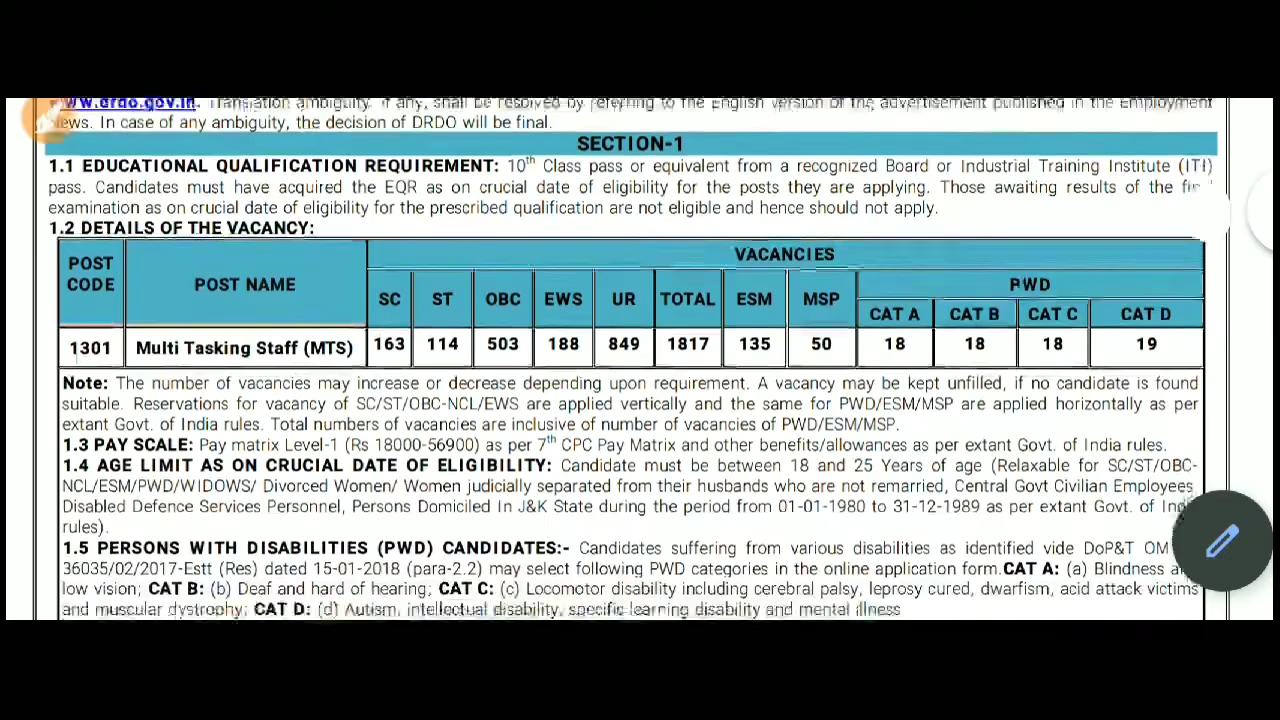 www.drdo.gov.in. Translation ambiguity, if any, shall be resolved by referring to the English version of the advertisement published in the Employment
News. In case of any ambiguity, the decision of DRDO will be final.
SECTION-1
1.1 EDUCATIONAL QUALIFICATION REQUIREMENT: 10th Class pass or equivalent from a recognized Board or Industrial Training Institute (ITI)
pass. Candidates must have acquired the EQR as on crucial date of eligibility for the posts they are applying. Those awaiting results of the
examination as on crucial date of eligibility for the prescribed qualification are not eligible and hence should not apply.
1.2 DETAILS OF THE VACANCY:
POST CODE POST NAME VACANCIES
SC ST OBC EWS UR TOTAL ESM MSP PWD
CAT A CAT B CAT C CAT D
1301 Multi Tasking Staff (MTS) 163 114 503 188 849 1817 135 50 18 18 18 19
Note: The number of vacancies may increase or decrease depending upon requirement. A vacancy may be kept unfilled, if no candidate is found
suitable. Reservations for vacancy of SC/ST/OBC-NCL/EWS are applied vertically and the same for PWD/ESM/MSP are applied horizontally as per
extant Govt. of India rules. Total numbers of vacancies are inclusive of number of vacancies of PWD/ESM/MSP.
1.3 PAY SCALE: Pay matrix Level-1 (Rs 18000-56900) as per 7th CPC Pay Matrix and other benefits/allowances as per extant Govt. of India rules.
1.4 AGE LIMIT AS ON CRUCIAL DATE OF ELIGIBILITY: Candidate must be between 18 and 25 Years of age (Relaxable for SC/ST/OBC-
NCL/ESM/PWD/WIDOWS/ Divorced Women/ Women judicially separated from their husbands who are not remarried, Central Govt Civilian Employees
Disabled Defence Services Personnel, Persons Domiciled In J&K State during the period from 01-01-1980 to 31-12-1989 as per extant Govt. of
rules).
1.5 PERSONS WITH DISABILITIES (PWD) CANDIDATES:- Candidates suffering from various disabilities as identified vide DoP&T OM
36035/02/2017-Estt (Res) dated 15-01-2018 (para-2.2) may select following PWD categories in the online application form.CAT A: (a) Blindness
low vision; CAT B: (b) Deaf and hard of hearing; CAT C: (c) Locomotor disability including cerebral palsy, leprosy cured, dwarfism, acid attack victims
and muscular dystrophy; CAT D: (d) Autism, intellectual disability, specific learning disability and mental illness